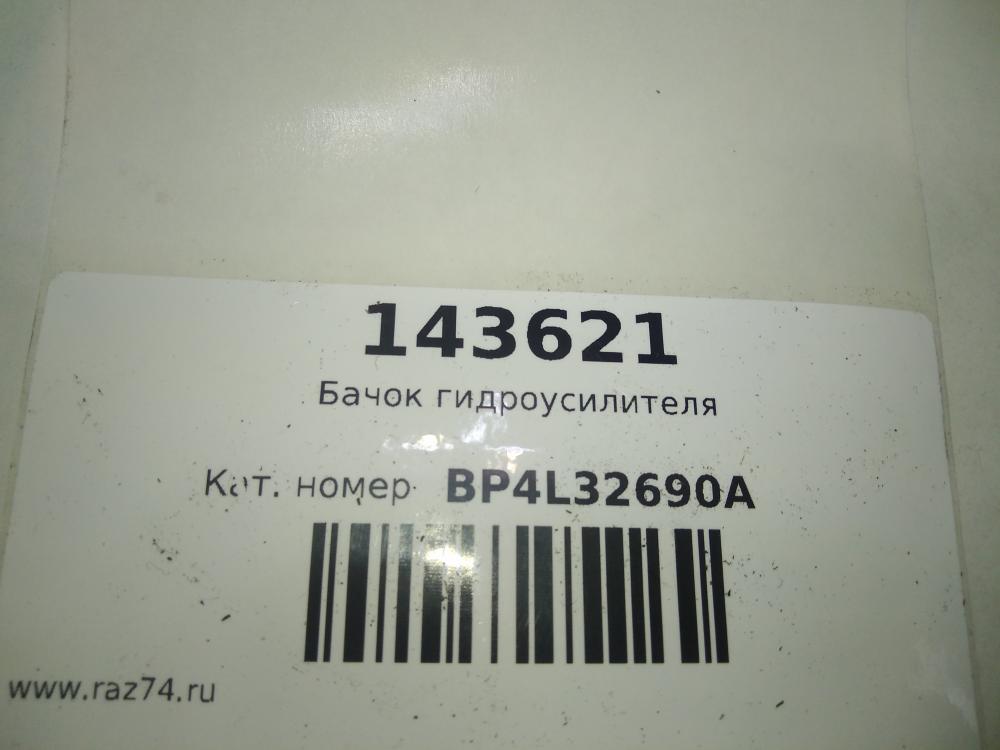 143621
Бачок гидроусилителя
Кат. номер BP4L32690A
www.raz74.ru